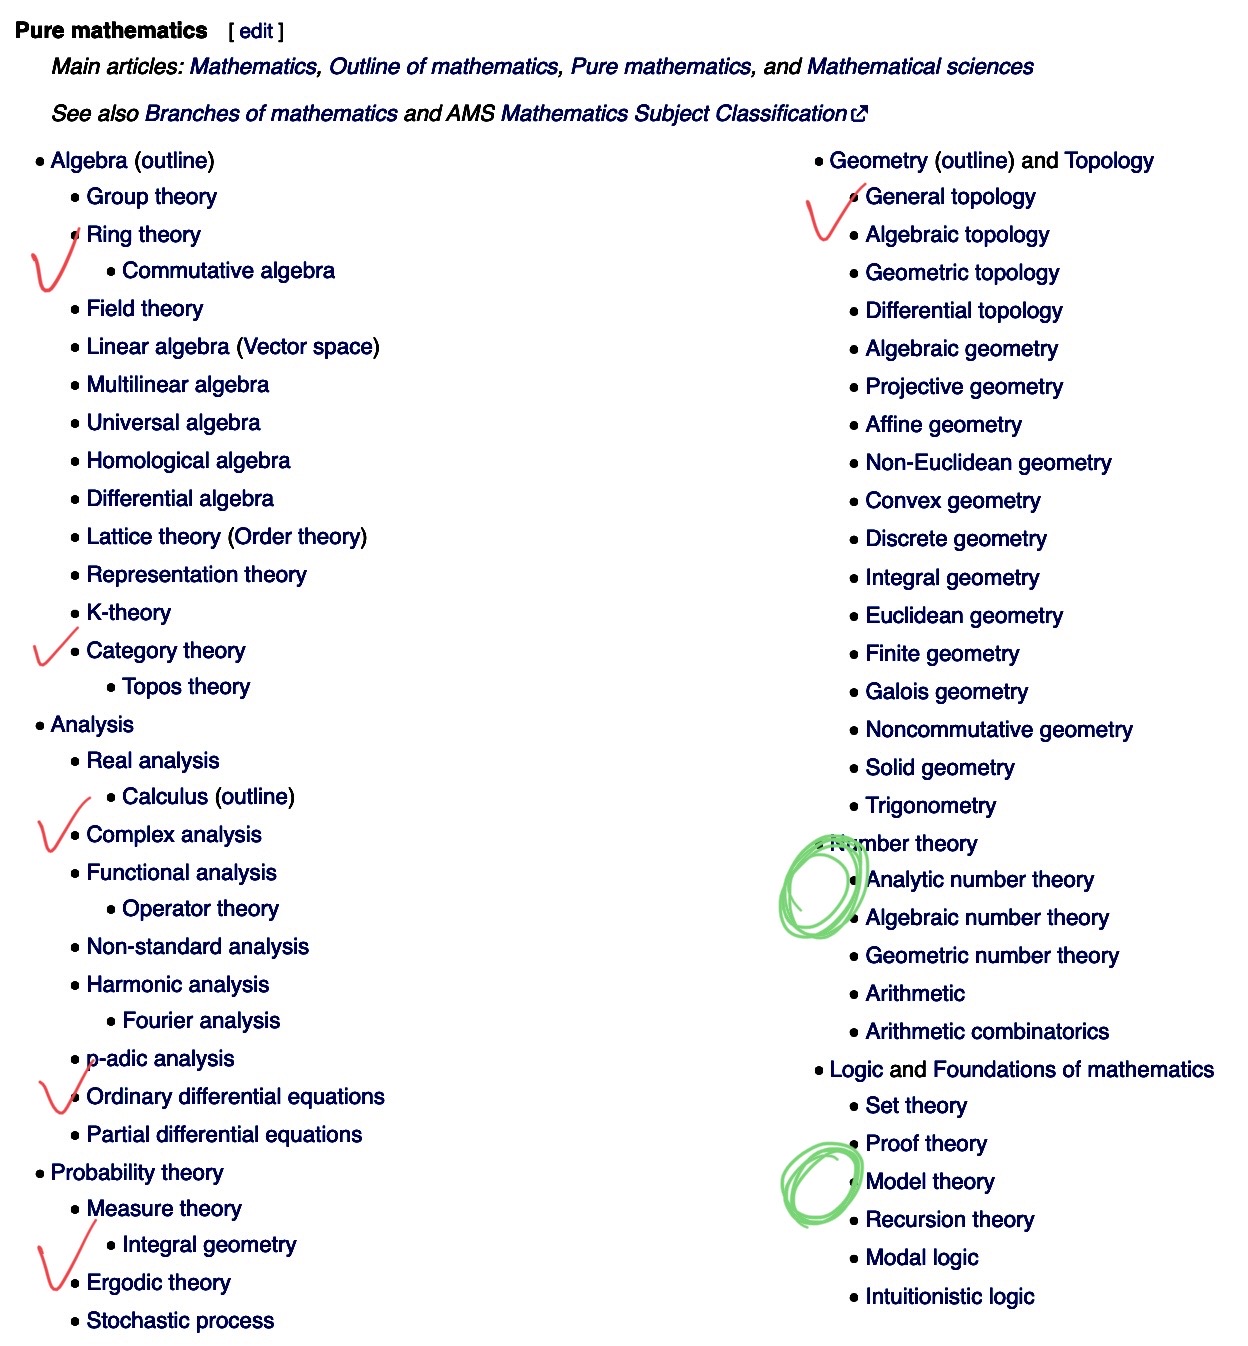 Pure mathematics [ edit ]
Main articles: Mathematics, Outline of mathematics, Pure mathematics, and Mathematical sciences
See also Branches of mathematics and AMS Mathematics Subject Classification
• Algebra (outline)
• Group theory
• Ring theory
• Commutative algebra
• Field theory
• Linear algebra (Vector space)
• Multilinear algebra
• Universal algebra
• Homological algebra
• Differential algebra
• Lattice theory (Order theory)
• Representation theory
• K-theory
• Category theory
• Topos theory
• Analysis
• Real analysis
• Calculus (outline)
• Complex analysis
• Functional analysis
• Operator theory
• Non-standard analysis
• Harmonic analysis
• Fourier analysis
• p-adic analysis
• Ordinary differential equations
• Partial differential equations
• Probability theory
• Measure theory
• Integral geometry
• Ergodic theory
• Stochastic process
• Geometry (outline) and Topology
• General topology
• Algebraic topology
• Geometric topology
• Differential topology
• Algebraic geometry
• Projective geometry
• Affine geometry
• Non-Euclidean geometry
• Convex geometry
• Discrete geometry
• Integral geometry
• Euclidean geometry
• Finite geometry
• Galois geometry
• Noncommutative geometry
• Solid geometry
• Trigonometry
• Number theory
• Analytic number theory
• Algebraic number theory
• Geometric number theory
• Arithmetic
• Arithmetic combinatorics
• Logic and Foundations of mathematics
• Set theory
• Proof theory
• Model theory
• Recursion theory
• Modal logic
• Intuitionistic logic